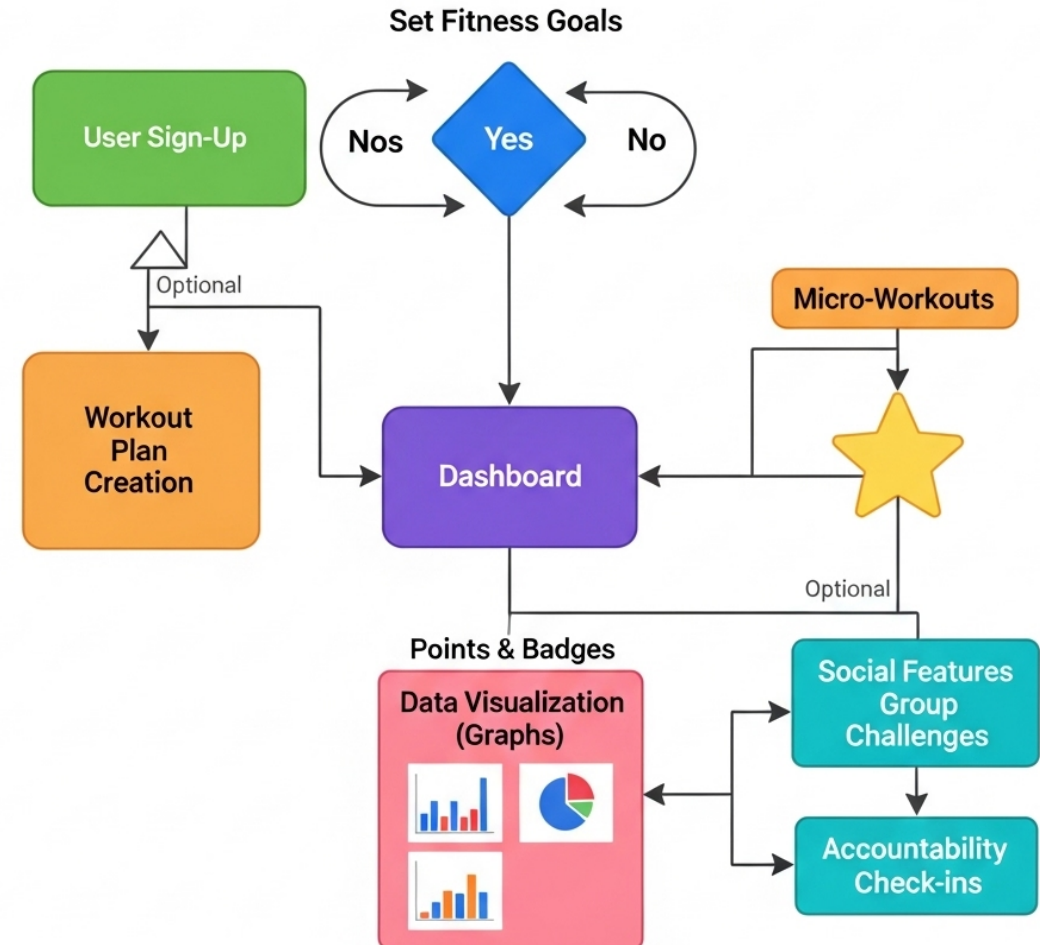 Set Fitness Goals
User Sign-Up
Nos
Yes
No
Optional
Micro-Workouts
Workout
Plan
Creation
Dashboard
Optional
Points & Badges
Data Visualization
(Graphs)
Social Features
Group
Challenges
Accountability
Check-ins